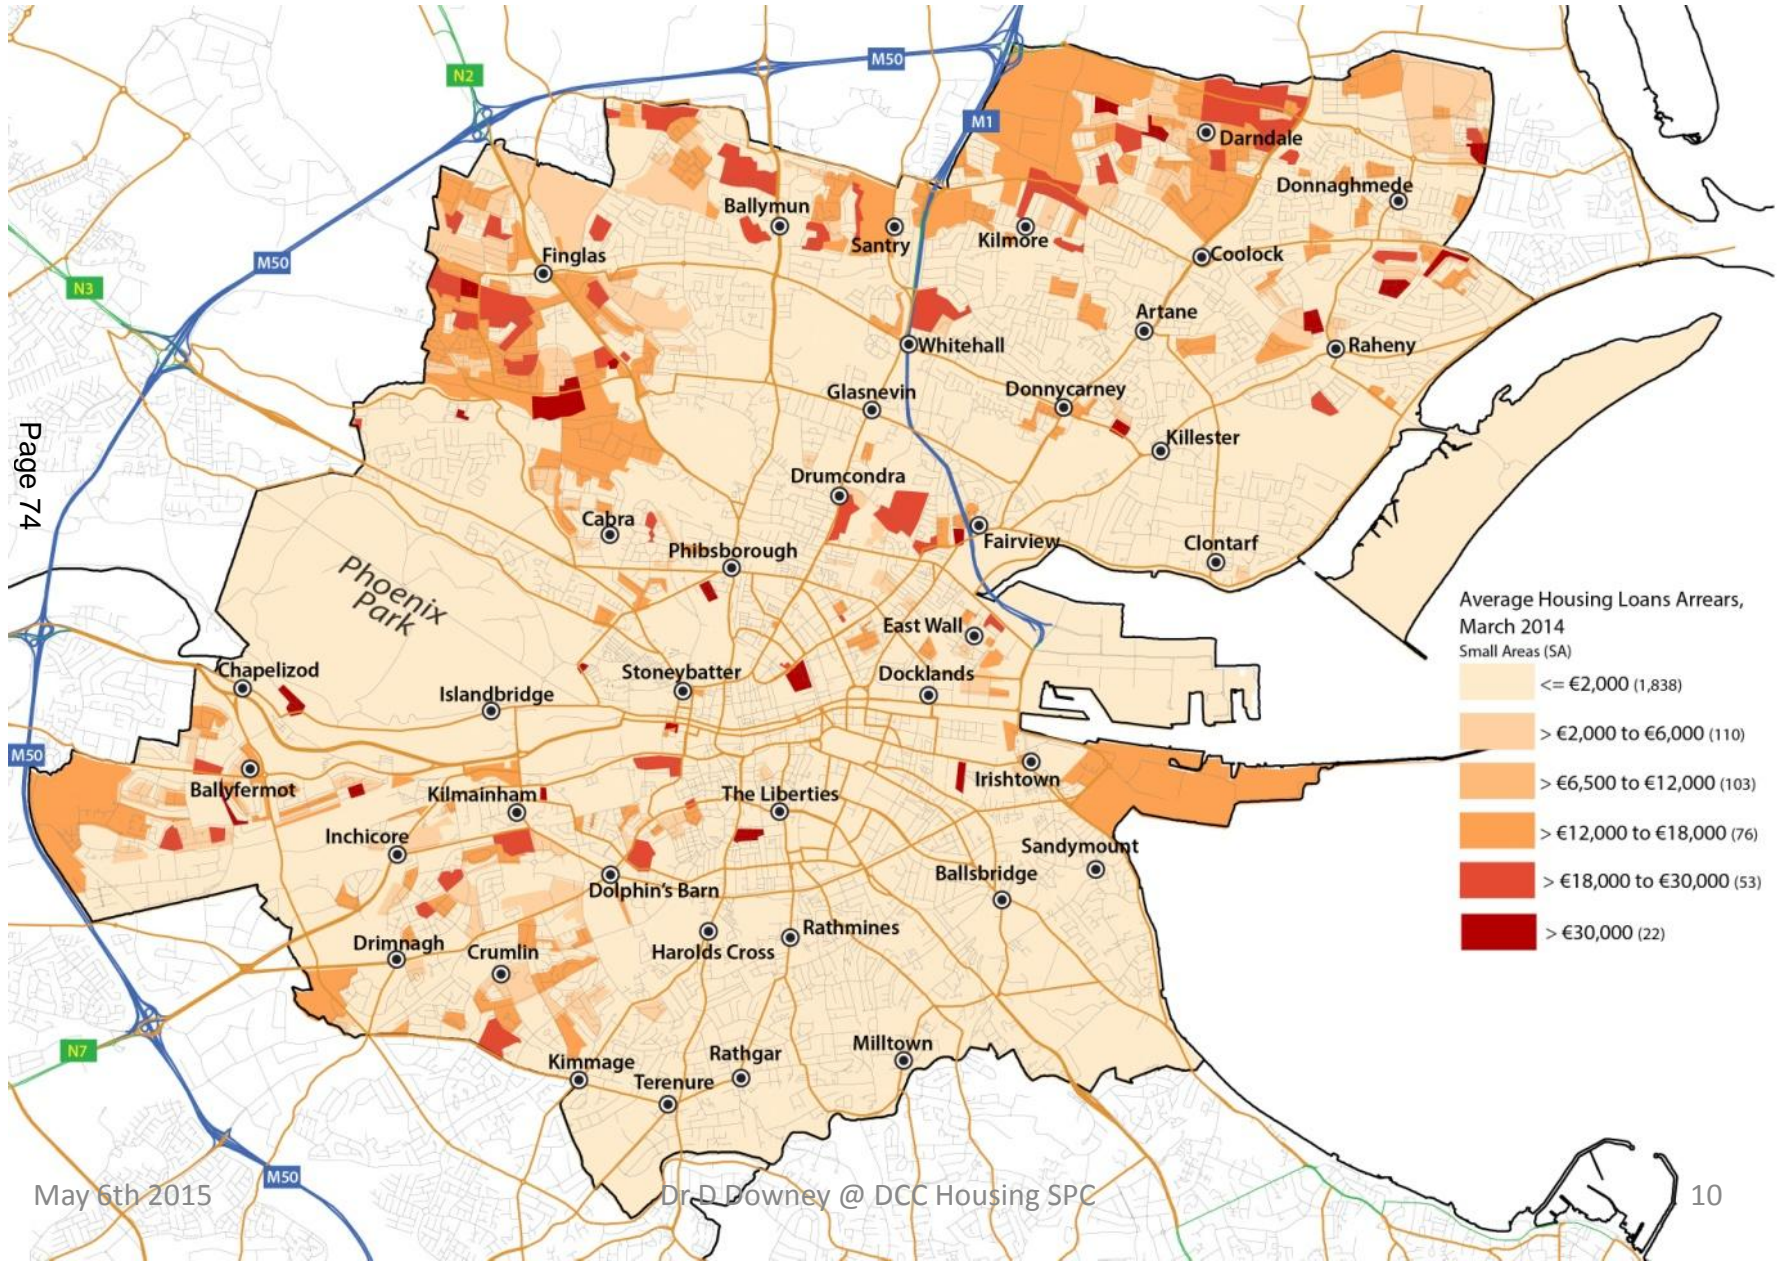 M50
N2
M1
Darndale
Donnaghmede
Ballymun
Santry
Kilmore
Finglas
Coolock
M50
N3
Artane
Whitehall
Raheny
Glasnevin
Donnycarney
Killester
Page 74
Drumcondra
Cabra
Fairview
Clontarf
Phibsborough
Phoenix
Park
Average Housing Loans Arrears,
March 2014
Small Areas (SA)
<= €2,000 (1,838)
> €2,000 to €6,000 (110)
> €6,500 to €12,000 (103)
> €12,000 to €18,000 (76)
> €18,000 to €30,000 (53)
> €30,000 (22)
East Wall
Chapelizod
Stoneybatter
Docklands
Islandbridge
M50
Irishtown
Ballyfermot
Kilmainham
The Liberties
Inchicore
Sandymount
Ballsbridge
Dolphin's Barn
Rathmines
Drimnagh
Crumlin
Harolds Cross
N7
Milltown
Kimmage
Rathgar
Terenure
M50
May 6th 2015
Dr D Downey @ DCC Housing SPC
10